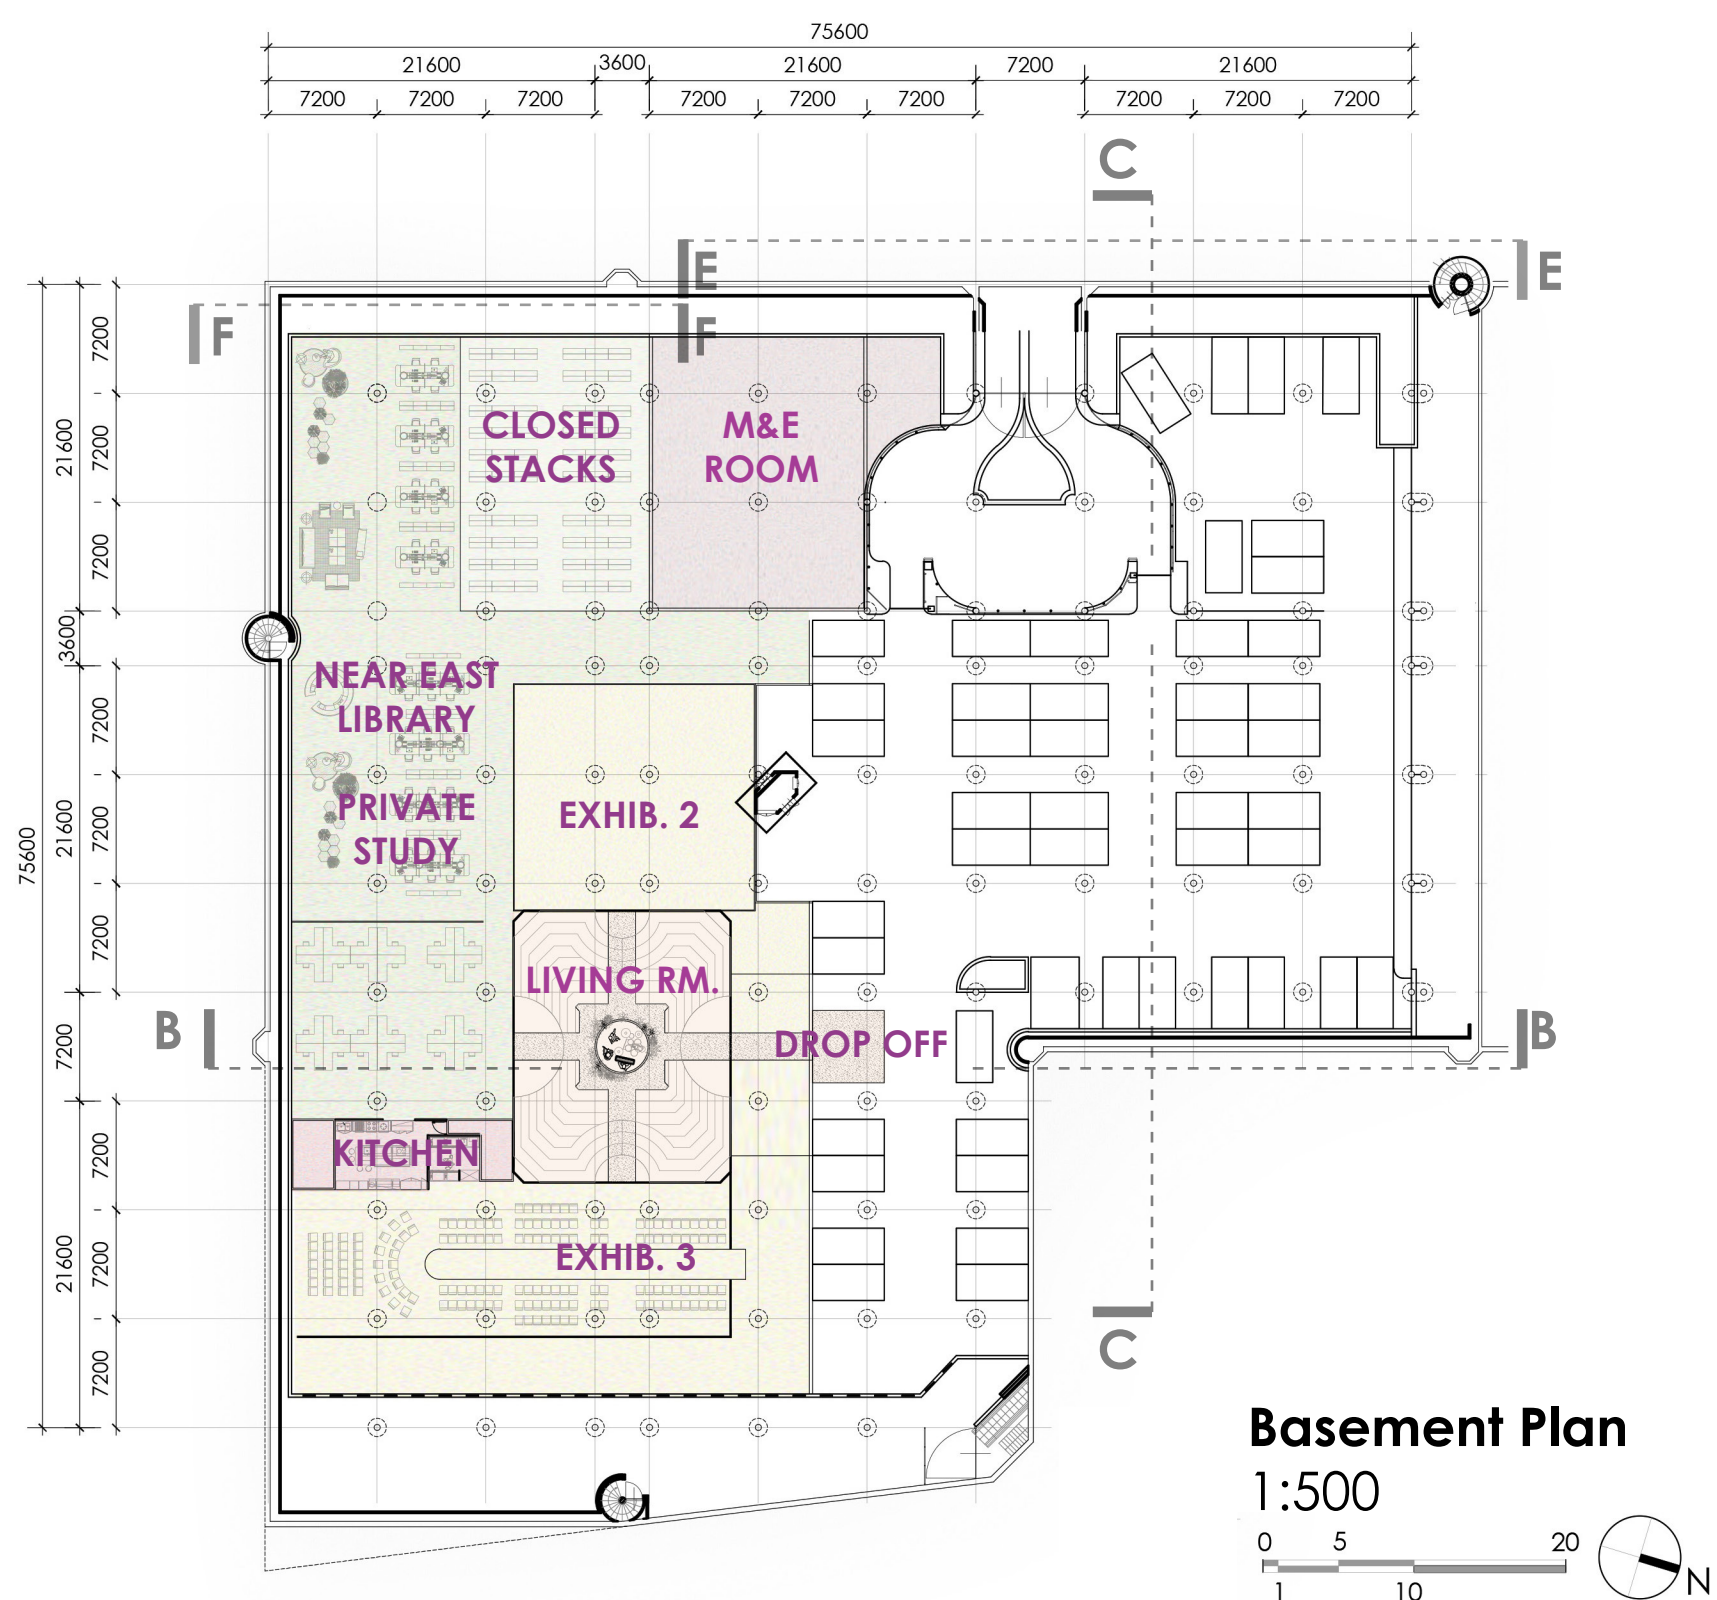 75600
21600 3600 21600 7200 21600
7200 7200 7200 7200 7200 7200 7200 7200 7200
C
E E
F F
7200
7200
7200
21600
3600
7200
7200
7200
21600
75600
7200
7200
7200
7200
21600
CLOSED
STACKS
M&E
ROOM
NEAR EAST
LIBRARY
PRIVATE
STUDY
EXHIB. 2
LIVING RM.
DROP OFF
B B
KITCHEN
EXHIB. 3
C
Basement Plan
1:500
0 5 20
1 10
N